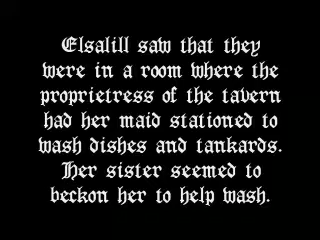 Elsalill saw that they
were in a room where the
proprietress of the tavern
had her maid stationed to
wash dishes and tankards.
Her sister seemed to
beckon her to help wash.